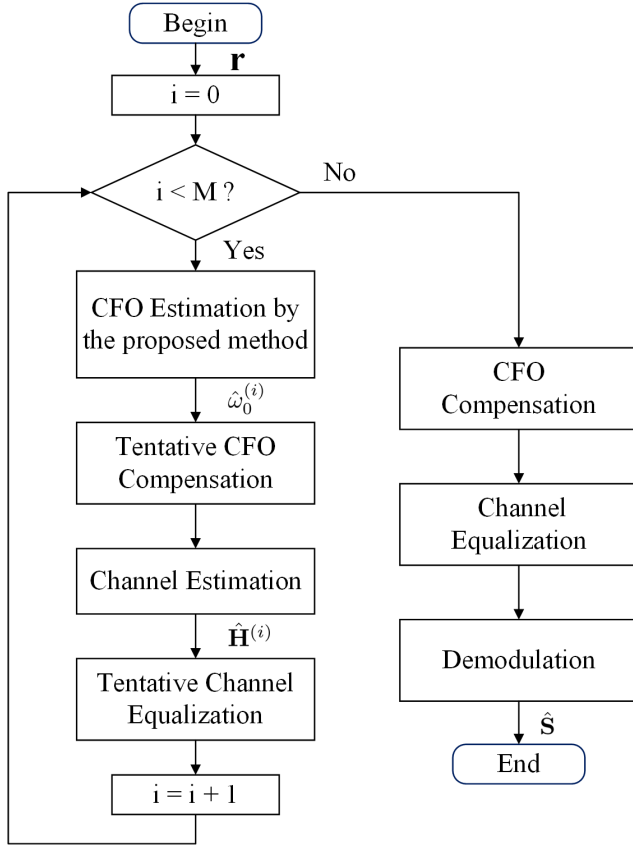 Begin
r
i = 0
i < M ?
No
Yes
CFO Estimation by
the proposed method
ω̂₀⁽ⁱ⁾
Tentative CFO
Compensation
Channel Estimation
Ĥ⁽ⁱ⁾
Tentative Channel
Equalization
i = i + 1
CFO
Compensation
Channel
Equalization
Demodulation
Ŝ
End